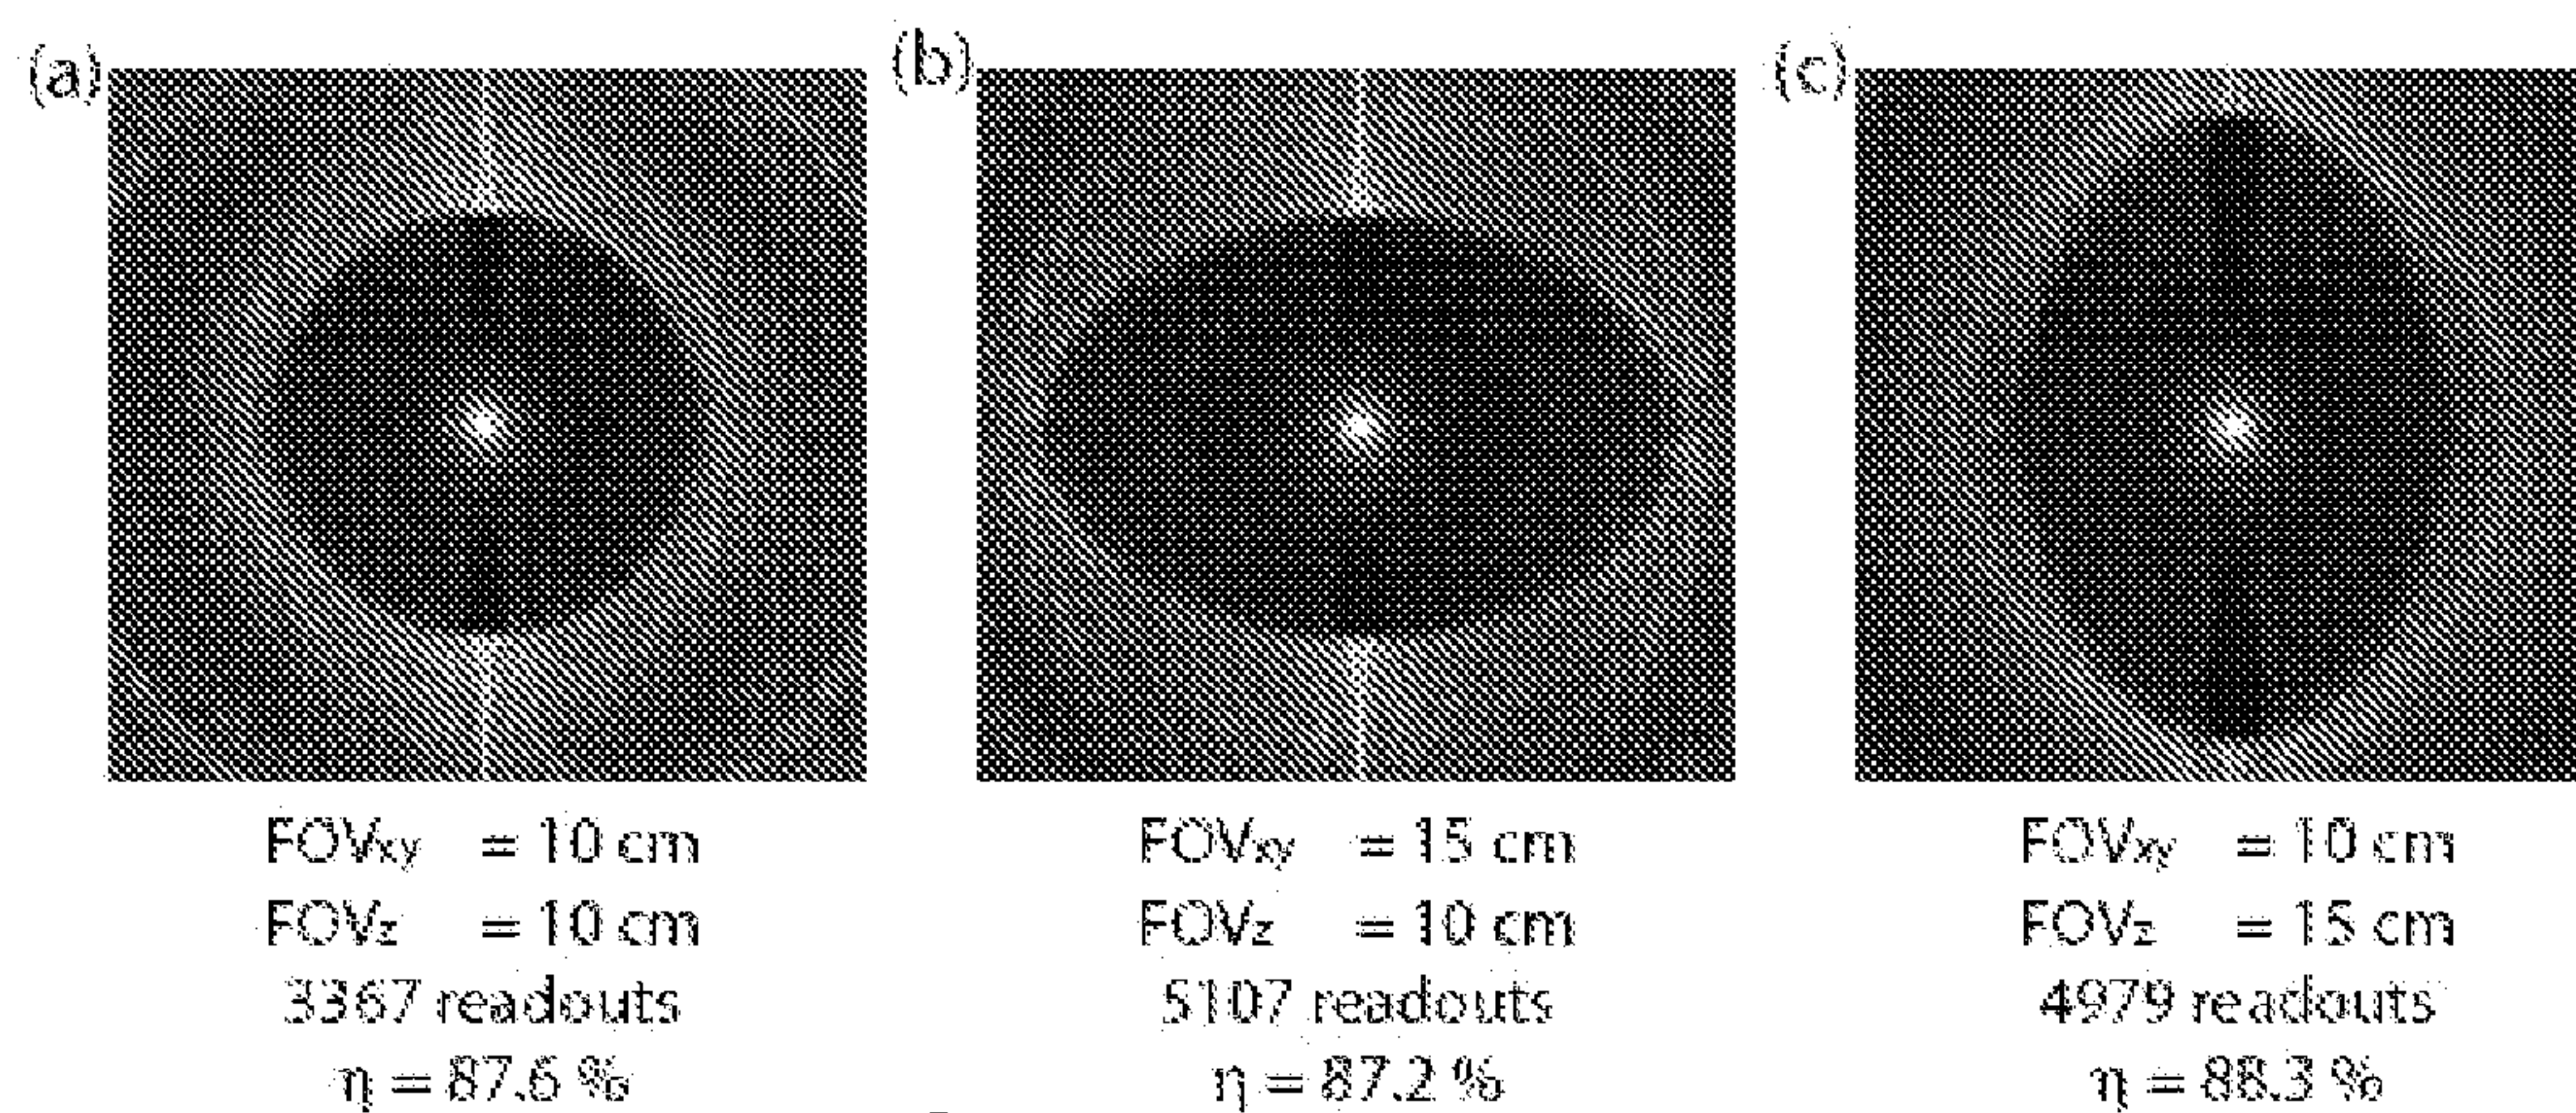 (a)
(b)
(c)
FOVxy = 10 cm
FOVz = 10 cm
3367 readouts
η = 87.6 %
FOVxy = 15 cm
FOVz = 10 cm
5107 readouts
η = 87.2 %
FOVxy = 10 cm
FOVz = 15 cm
4979 readouts
η = 88.3 %